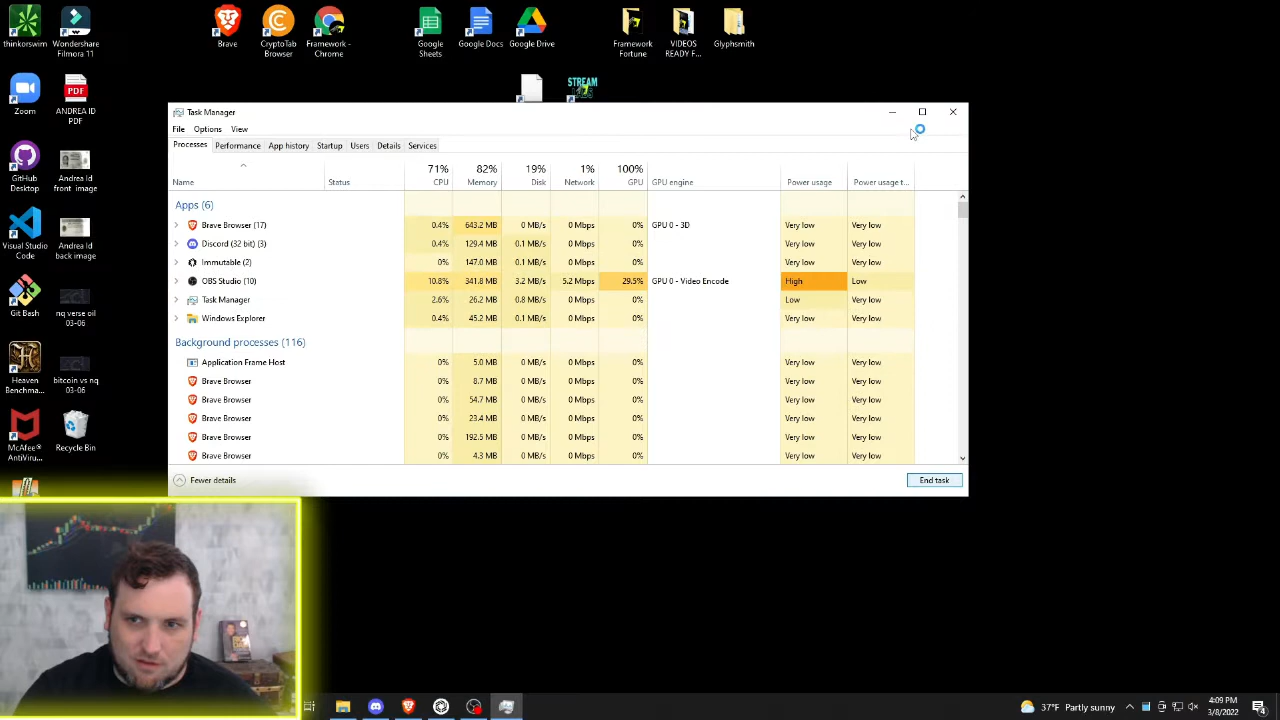 thinkorswim
Wondershare
Filmora 11
Brave
CryptoTab
Browser
Framework -
Chrome
Google
Sheets
Google Docs
Google Drive
Framework
Fortune
VIDEOS
READY F...
Glyphsmith
Zoom
PDF
ANDREA ID
PDF
STREAM
GitHub
Desktop
Andrea Id
front image
Visual Studio
Code
Andrea Id
back image
Git Bash
nq verse oil
03-06
Heaven
Benchma...
bitcoin vs nq
03-06
McAfee®
AntiViru...
Recycle Bin
Task Manager
File Options View
Processes Performance App history Startup Users Details Services
71% 82% 19% 1% 100%
Name Status CPU Memory Disk Network GPU GPU engine Power usage Power usage t...
Apps (6)
Brave Browser (17) 0.4% 643.2 MB 0 MB/s 0 Mbps 0% GPU 0 - 3D Very low Very low
Discord (32 bit) (3) 0.4% 129.4 MB 0.1 MB/s 0 Mbps 0% Very low Very low
Immutable (2) 0% 147.0 MB 0.1 MB/s 0 Mbps 0% Very low Very low
OBS Studio (10) 10.8% 341.8 MB 3.2 MB/s 5.2 Mbps 29.5% GPU 0 - Video Encode High Low
Task Manager 2.6% 26.2 MB 0.8 MB/s 0 Mbps 0% Low Very low
Windows Explorer 0.4% 45.2 MB 0.1 MB/s 0 Mbps 0% Very low Very low
Background processes (116)
Application Frame Host 0% 5.0 MB 0 MB/s 0 Mbps 0% Very low Very low
Brave Browser 0% 8.7 MB 0 MB/s 0 Mbps 0% Very low Very low
Brave Browser 0% 54.7 MB 0 MB/s 0 Mbps 0% Very low Very low
Brave Browser 0% 23.4 MB 0 MB/s 0 Mbps 0% Very low Very low
Brave Browser 0% 192.5 MB 0 MB/s 0 Mbps 0% Very low Very low
Brave Browser 0% 4.3 MB 0 MB/s 0 Mbps 0% Very low Very low
Fewer details
End task
37°F Partly sunny
4:09 PM
3/8/2022